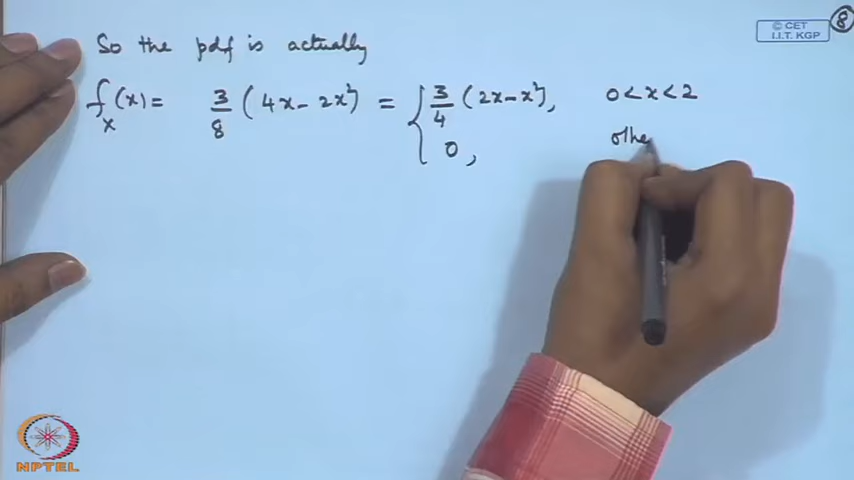 © CET
I.I.T. KGP
8
So the pdf is actually
f_X(x) = 3/8 (4x - 2x²) = { 3/4 (2x - x²), 0 < x < 2
0, othe
NPTEL